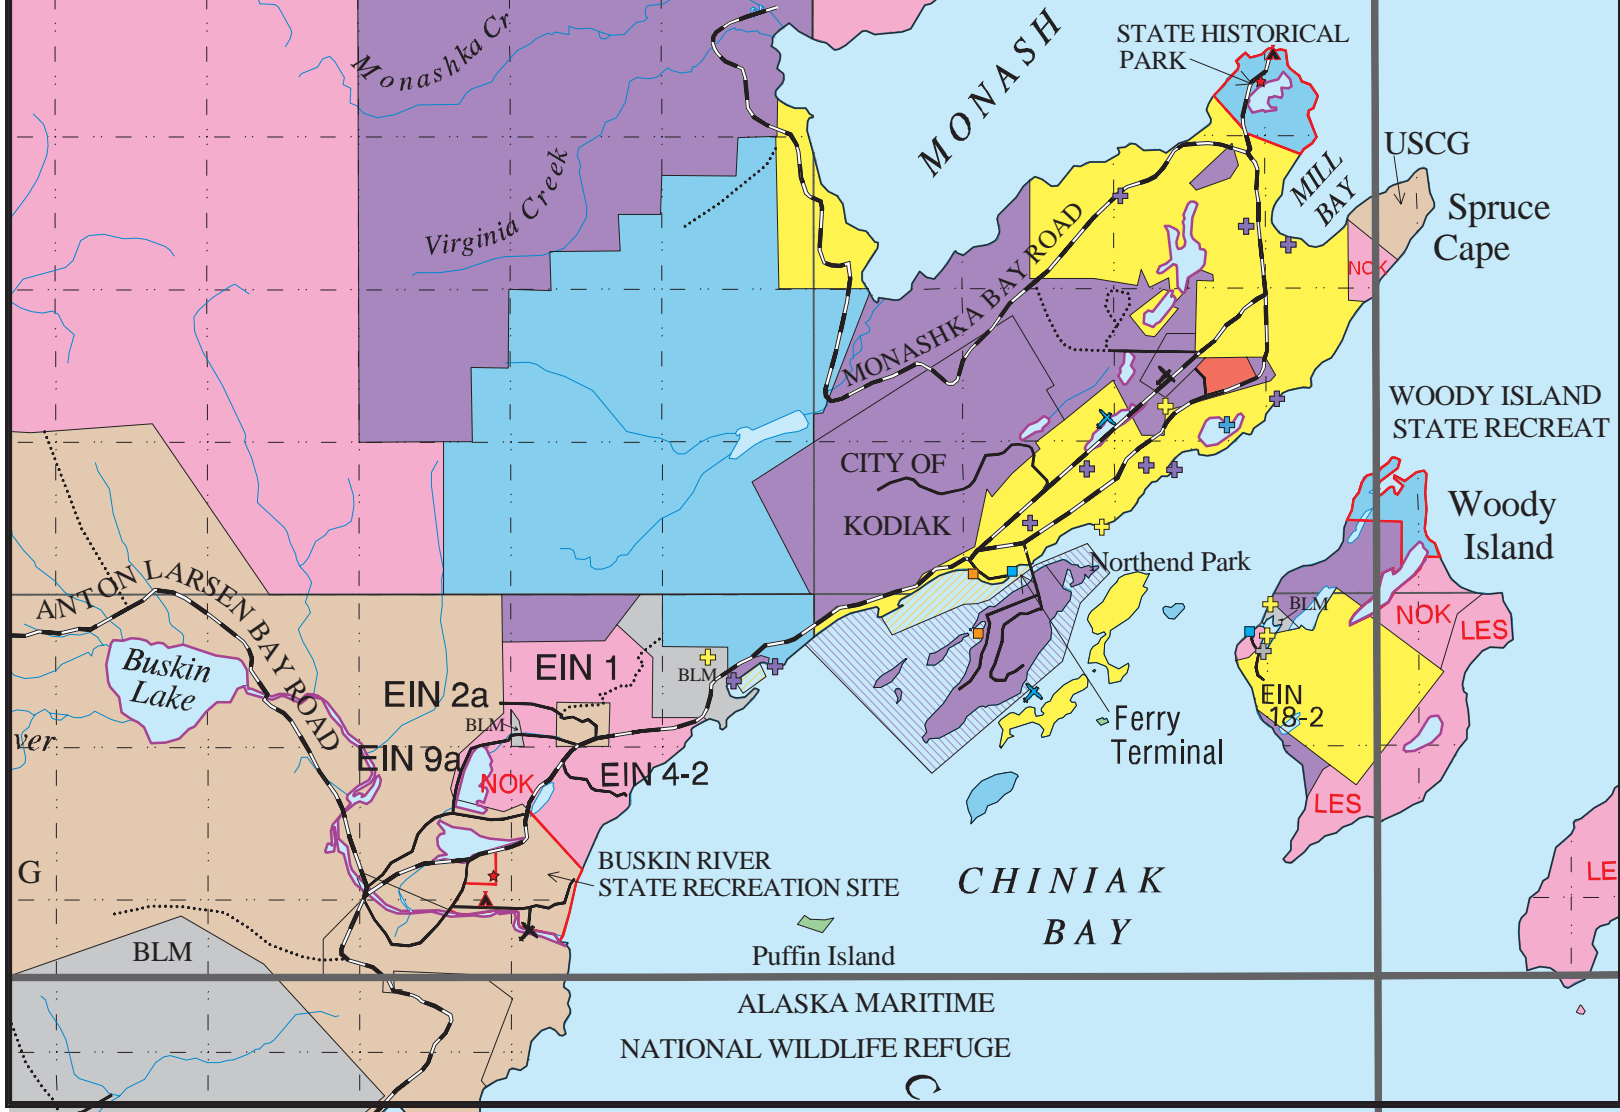 Monashka Cr
MONASH
STATE HISTORICAL
PARK
USCG
MILL
BAY
Spruce
Cape
Virginia Creek
NOK
MONASHKA BAY ROAD
WOODY ISLAND
STATE RECREAT
CITY OF
KODIAK
Woody
Island
Northend Park
ANTON LARSEN BAY ROAD
BLM
NOK
LES
Buskin
Lake
EIN 1
BLM
EIN 2a
BLM
EIN
18-2
Ferry
Terminal
ver
EIN 9a
NOK
EIN 4-2
LES
G
BUSKIN RIVER
STATE RECREATION SITE
CHINIAK
BAY
LE
BLM
Puffin Island
ALASKA MARITIME
NATIONAL WILDLIFE REFUGE
C